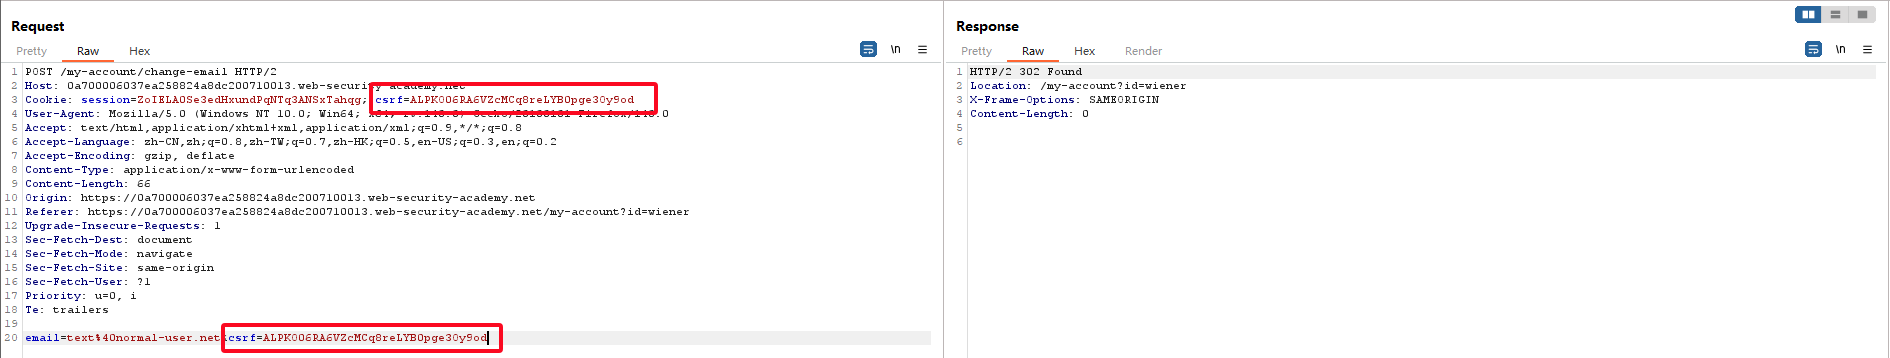 Request
Pretty Raw Hex
\n
1 POST /my-account/change-email HTTP/2
2 Host: 0a700006037ea258824a8dc200710013.web-security-academy.net
3 Cookie: session=ZoIELA0Se3edHxundPqNTq3ANSxTahqg; csrf=ALPK006RA6VZcMCq8reLYB0pge30y9od
4 User-Agent: Mozilla/5.0 (Windows NT 10.0; Win64;
5 Accept: text/html,application/xhtml+xml,application/xml;q=0.9,*/*;q=0.8
6 Accept-Language: zh-CN,zh;q=0.8,zh-TW;q=0.7,zh-HK;q=0.5,en-US;q=0.3,en;q=0.2
7 Accept-Encoding: gzip, deflate
8 Content-Type: application/x-www-form-urlencoded
9 Content-Length: 66
10 Origin: https://0a700006037ea258824a8dc200710013.web-security-academy.net
11 Referer: https://0a700006037ea258824a8dc200710013.web-security-academy.net/my-account?id=wiener
12 Upgrade-Insecure-Requests: 1
13 Sec-Fetch-Dest: document
14 Sec-Fetch-Mode: navigate
15 Sec-Fetch-Site: same-origin
16 Sec-Fetch-User: ?1
17 Priority: u=0, i
18 Te: trailers
19
20 email=text%40normal-user.net&csrf=ALPK006RA6VZcMCq8reLYB0pge30y9od
Response
Pretty Raw Hex Render
\n
1 HTTP/2 302 Found
2 Location: /my-account?id=wiener
3 X-Frame-Options: SAMEORIGIN
4 Content-Length: 0
5
6